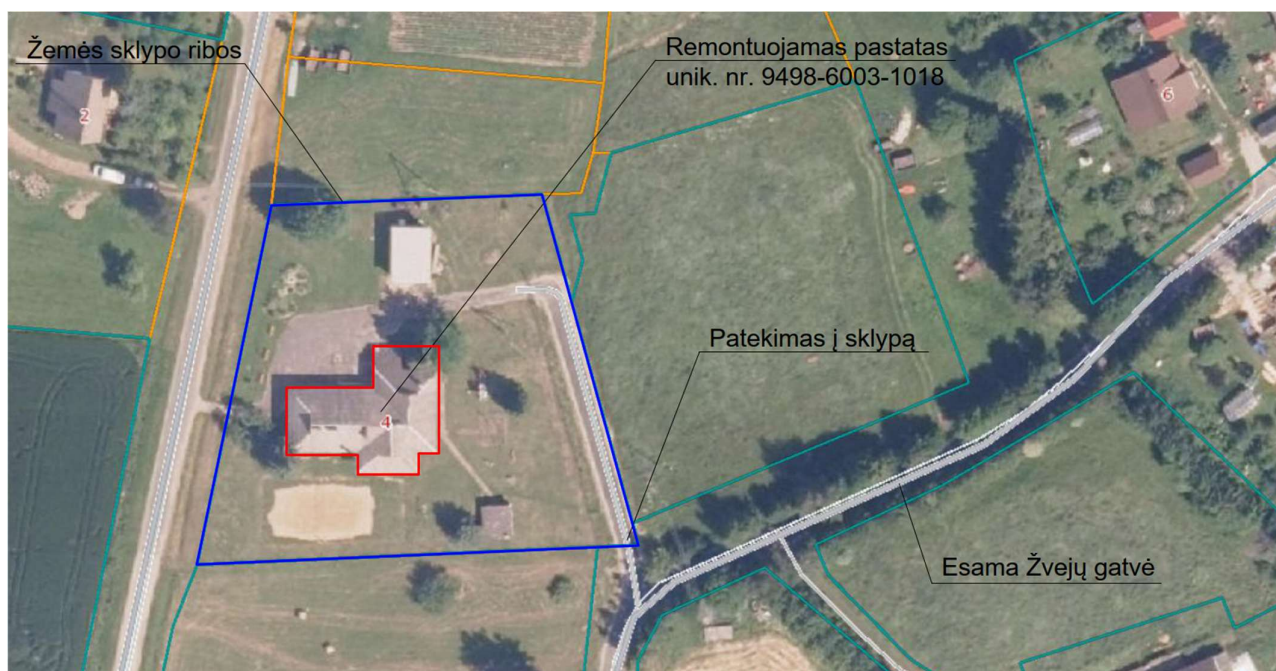 Žemės sklypo ribos
Remontuojamas pastatas
unik. nr. 9498-6003-1018
2
6
Patekimas į sklypą
4
Esama Žvejų gatvė